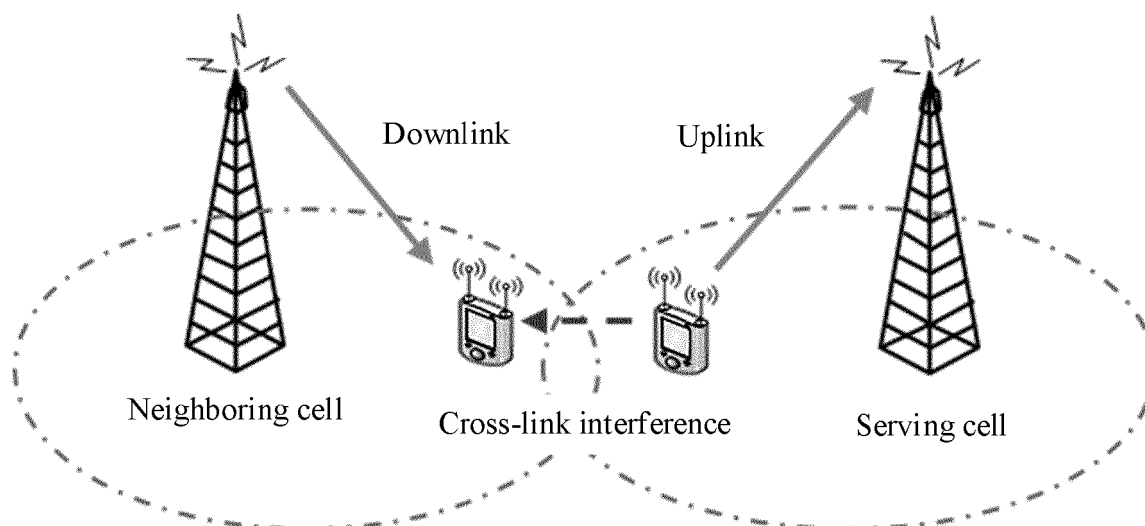 Downlink
Uplink
Neighboring cell
Cross-link interference
Serving cell